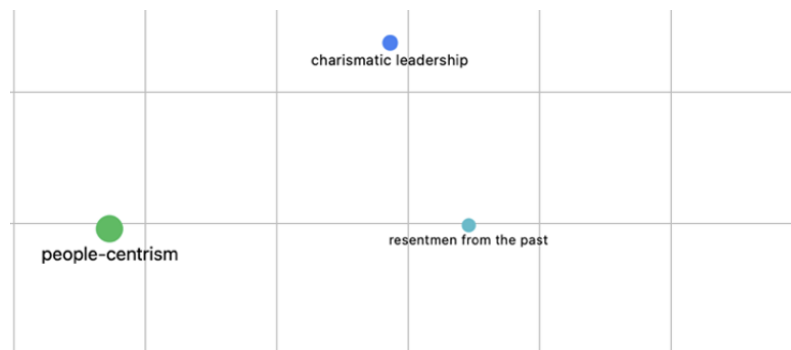 charismatic leadership
resentmen from the past
people-centrism